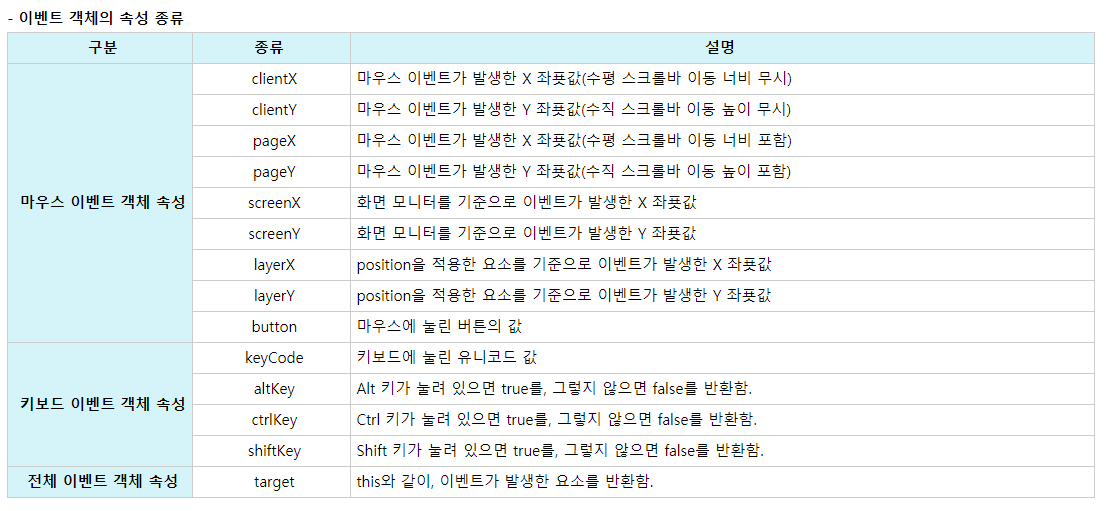 - 이벤트 객체의 속성 종류
구분 종류 설명
마우스 이벤트 객체 속성
clientX 마우스 이벤트가 발생한 X 좌푯값(수평 스크롤바 이동 너비 무시)
clientY 마우스 이벤트가 발생한 Y 좌푯값(수직 스크롤바 이동 높이 무시)
pageX 마우스 이벤트가 발생한 X 좌푯값(수평 스크롤바 이동 너비 포함)
pageY 마우스 이벤트가 발생한 Y 좌푯값(수직 스크롤바 이동 높이 포함)
screenX 화면 모니터를 기준으로 이벤트가 발생한 X 좌푯값
screenY 화면 모니터를 기준으로 이벤트가 발생한 Y 좌푯값
layerX position을 적용한 요소를 기준으로 이벤트가 발생한 X 좌푯값
layerY position을 적용한 요소를 기준으로 이벤트가 발생한 Y 좌푯값
button 마우스에 눌린 버튼의 값
키보드 이벤트 객체 속성
keyCode 키보드에 눌린 유니코드 값
altKey Alt 키가 눌려 있으면 true를, 그렇지 않으면 false를 반환함.
ctrlKey Ctrl 키가 눌려 있으면 true를, 그렇지 않으면 false를 반환함.
shiftKey Shift 키가 눌려 있으면 true를, 그렇지 않으면 false를 반환함.
전체 이벤트 객체 속성 target this와 같이, 이벤트가 발생한 요소를 반환함.